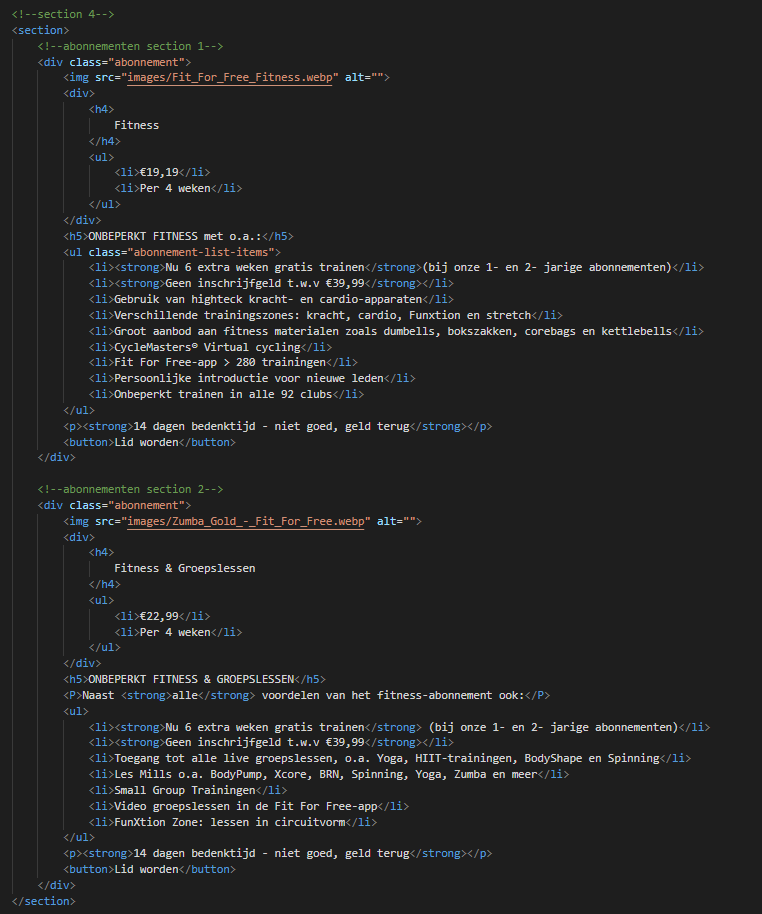 <!--section 4-->
<section>
<!--abonnementen section 1-->
<div class="abonnement">
<img src="images/Fit_For_Free_Fitness.webp" alt="">
<div>
<h4>
Fitness
</h4>
<ul>
<li>€19,19</li>
<li>Per 4 weken</li>
</ul>
</div>
<h5>ONBEPERKT FITNESS met o.a.:</h5>
<ul class="abonnement-list-items">
<li><strong>Nu 6 extra weken gratis trainen</strong>(bij onze 1- en 2- jarige abonnementen)</li>
<li><strong>Geen inschrijfgeld t.w.v €39,99</strong></li>
<li>Gebruik van highteck kracht- en cardio-apparaten</li>
<li>Verschillende trainingszones: kracht, cardio, Funxtion en stretch</li>
<li>Groot aanbod aan fitness materialen zoals dumbells, bokszakken, corebags en kettlebells</li>
<li>CycleMasters® Virtual cycling</li>
<li>Fit For Free-app > 280 trainingen</li>
<li>Persoonlijke introductie voor nieuwe leden</li>
<li>Onbeperkt trainen in alle 92 clubs</li>
</ul>
<p><strong>14 dagen bedenktijd - niet goed, geld terug</strong></p>
<button>Lid worden</button>
</div>
<!--abonnementen section 2-->
<div class="abonnement">
<img src="images/Zumba_Gold_-_Fit_For_Free.webp" alt="">
<div>
<h4>
Fitness & Groepslessen
</h4>
<ul>
<li>€22,99</li>
<li>Per 4 weken</li>
</ul>
</div>
<h5>ONBEPERKT FITNESS & GROEPSLESSEN</h5>
<P>Naast <strong>alle</strong> voordelen van het fitness-abonnement ook:</P>
<ul>
<li><strong>Nu 6 extra weken gratis trainen</strong> (bij onze 1- en 2- jarige abonnementen)</li>
<li><strong>Geen inschrijfgeld t.w.v €39,99</strong></li>
<li>Toegang tot alle live groepslessen, o.a. Yoga, HIIT-trainingen, BodyShape en Spinning</li>
<li>Les Mills o.a. BodyPump, Xcore, BRN, Spinning, Yoga, Zumba en meer</li>
<li>Small Group Trainingen</li>
<li>Video groepslessen in de Fit For Free-app</li>
<li>FunXtion Zone: lessen in circuitvorm</li>
</ul>
<p><strong>14 dagen bedenktijd - niet goed, geld terug</strong></p>
<button>Lid worden</button>
</div>
</section>